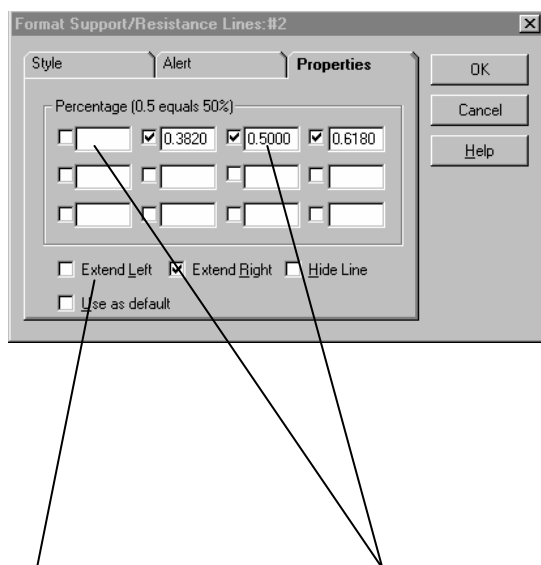 Format Support/Resistance Lines:#2
Style Alert Properties
OK
Percentage (0.5 equals 50%)
Cancel
0.3820 0.5000 0.6180
Help
Extend Left Extend Right Hide Line
Use as default